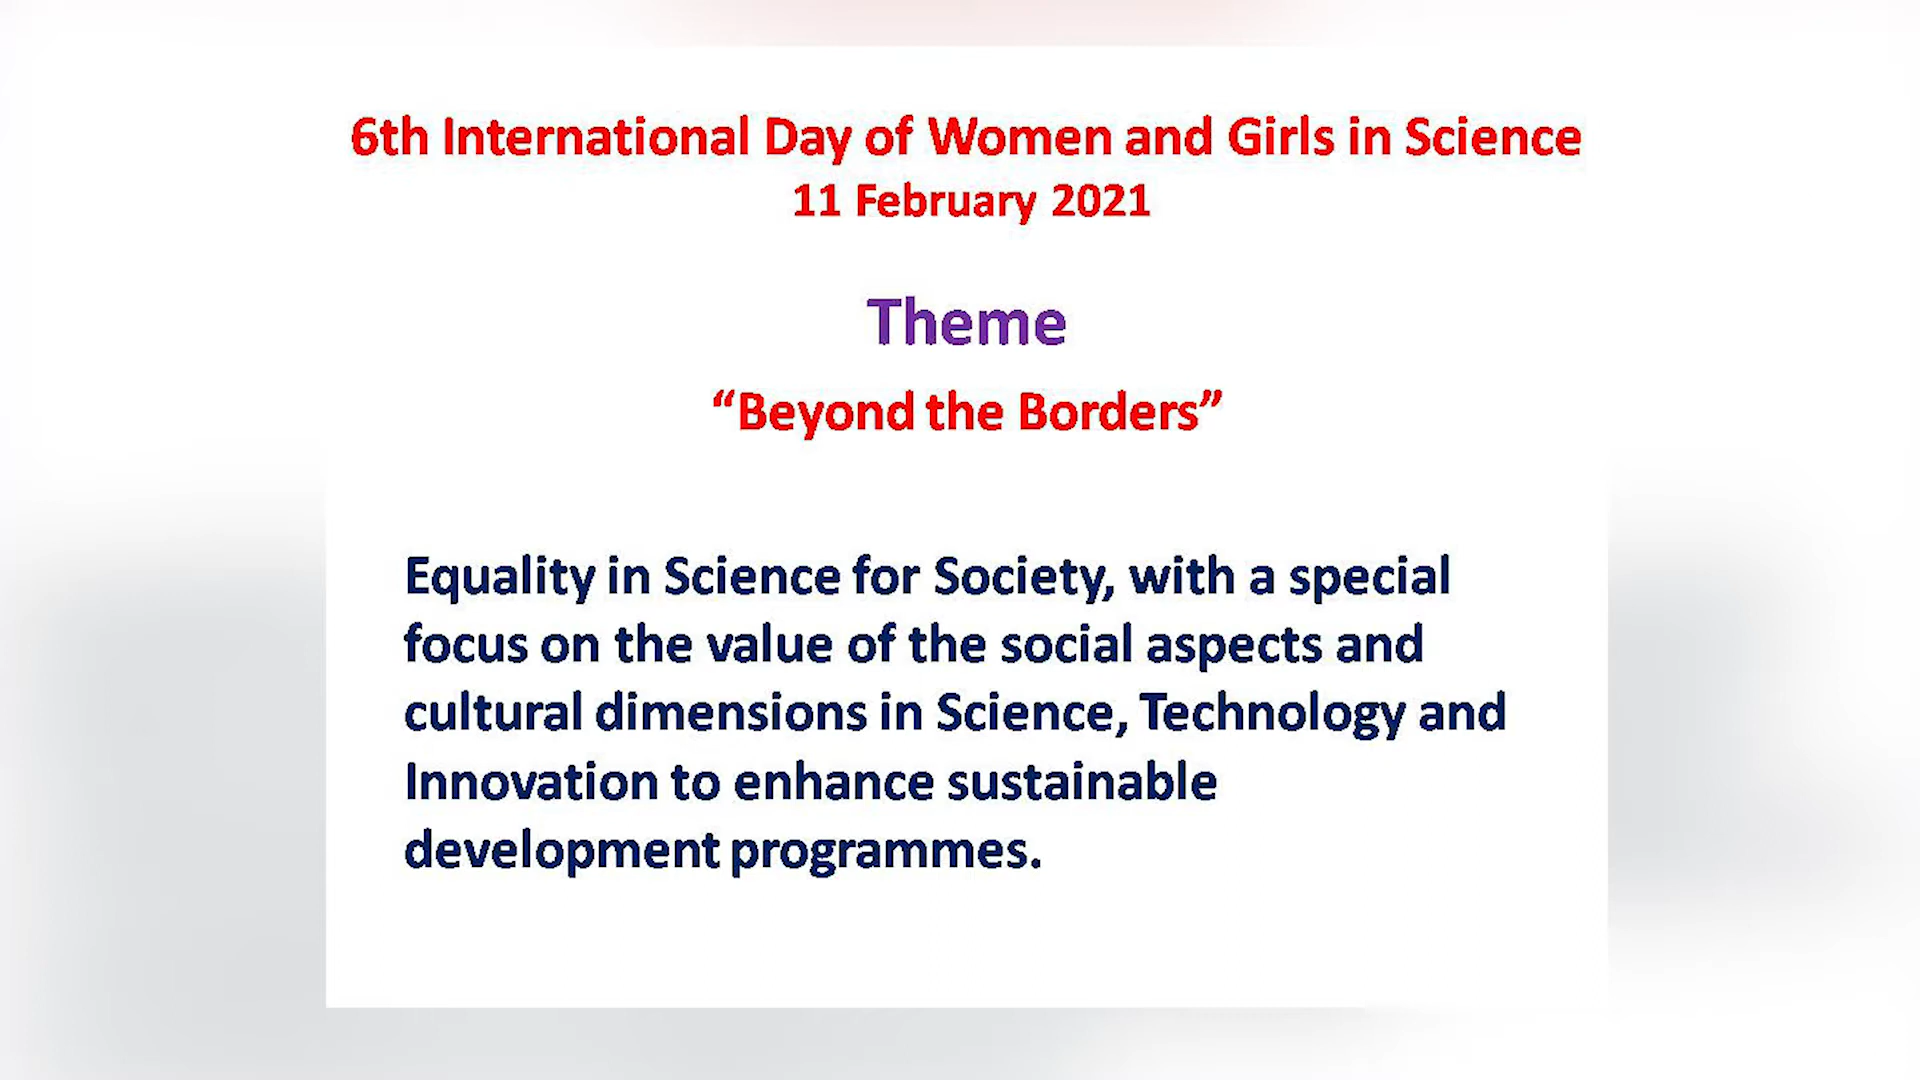 6th International Day of Women and Girls in Science
11 February 2021
Theme
“Beyond the Borders”
Equality in Science for Society, with a special
focus on the value of the social aspects and
cultural dimensions in Science, Technology and
Innovation to enhance sustainable
development programmes.